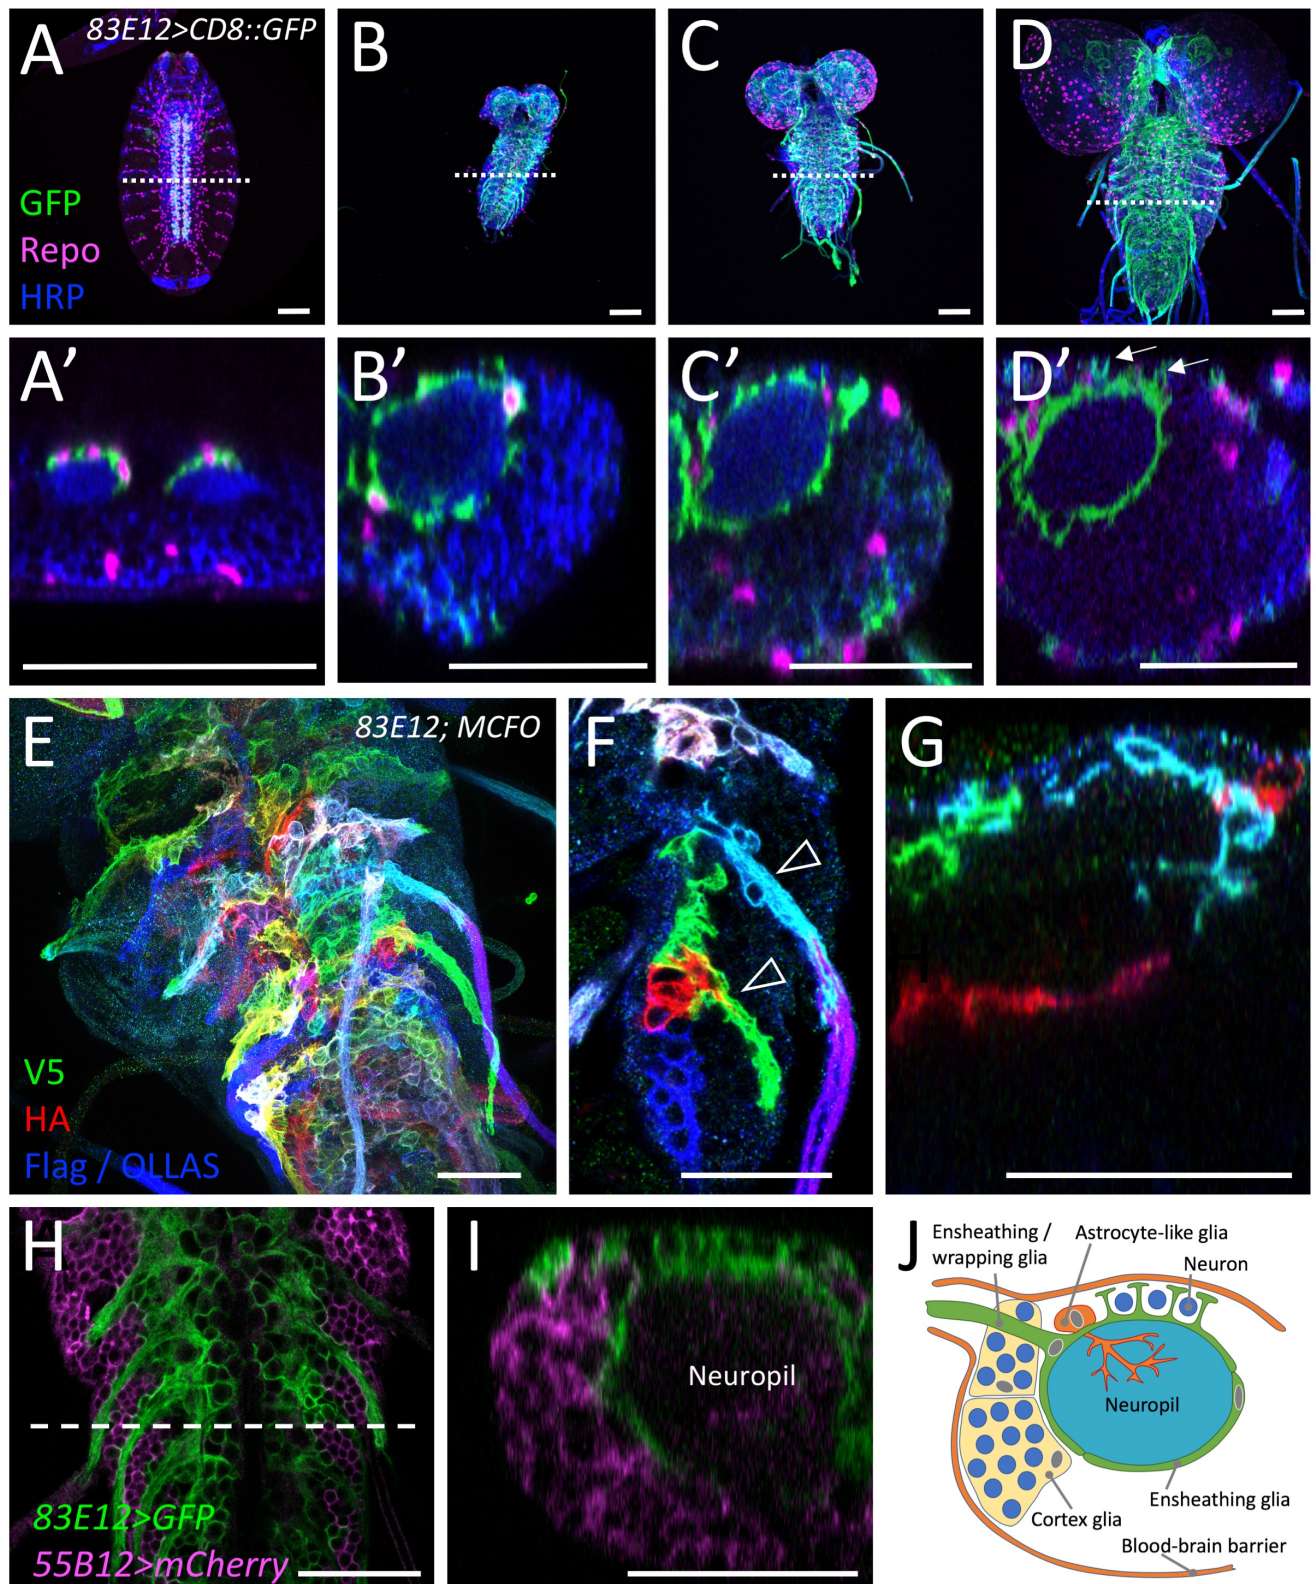 A
83E12>CD8::GFP
GFP
Repo
HRP
B
C
D
A′
B′
C′
D′
E
83E12; MCFO
V5
HA
Flag / OLLAS
F
G
H
H
83E12>GFP
55B12>mCherry
I
Neuropil
J
Ensheathing /
wrapping glia
Astrocyte-like glia
Neuron
Neuropil
Ensheathing glia
Cortex glia
Blood-brain barrier